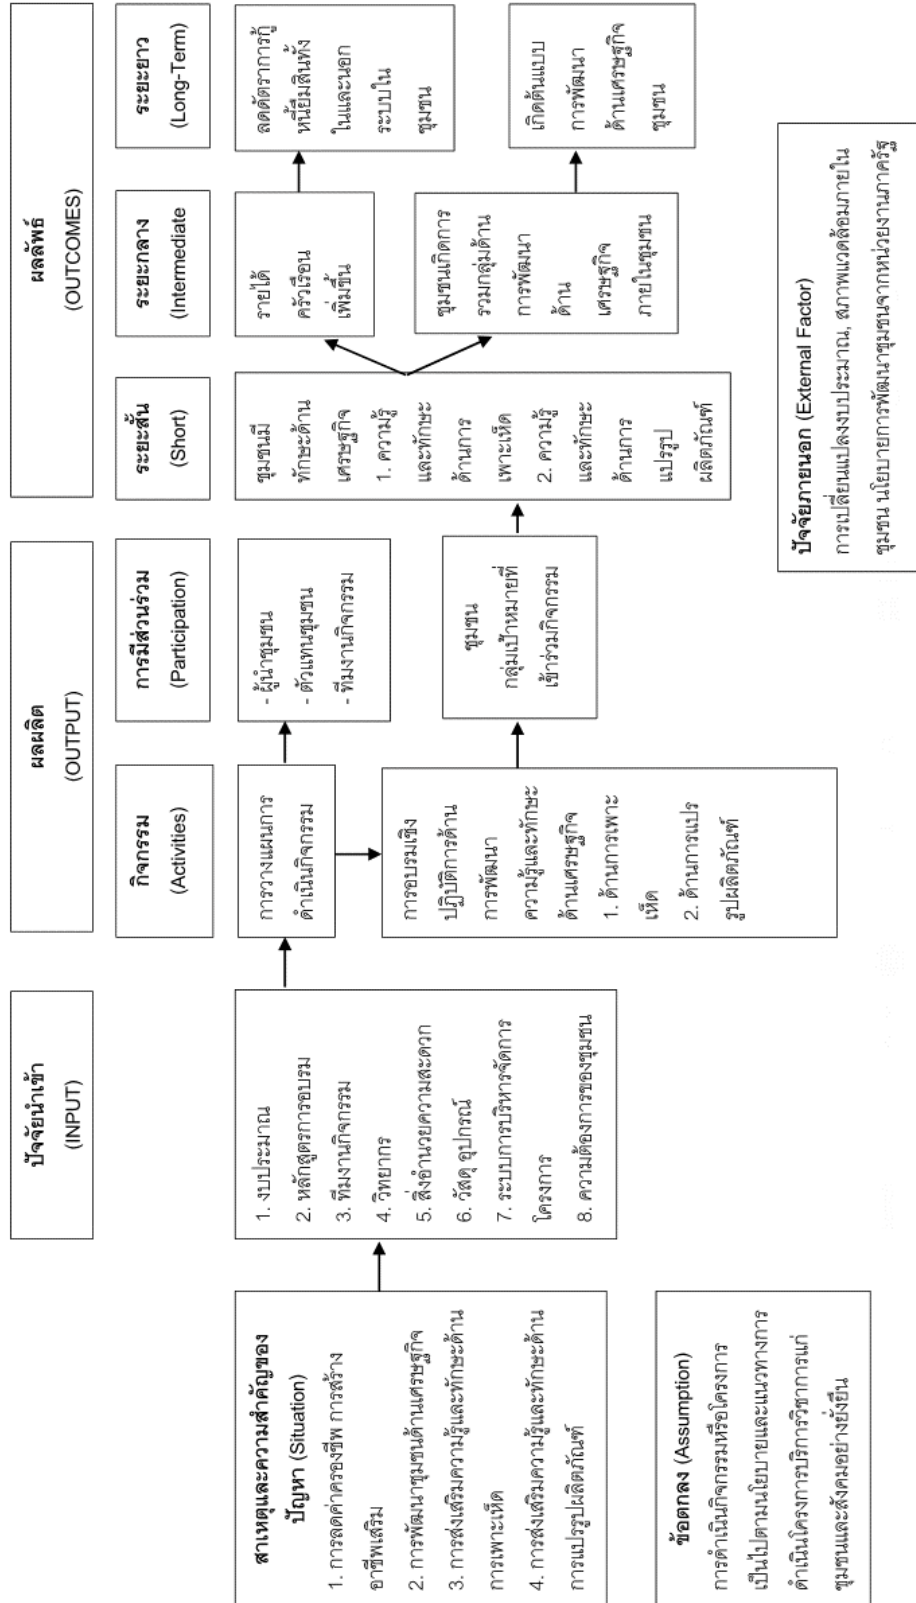 ปัจจัยนำเข้า
(INPUT)
ผลผลิต
(OUTPUT)
ผลลัพธ์
(OUTCOMES)
กิจกรรม
(Activities)
การมีส่วนร่วม
(Participation)
ระยะสั้น
(Short)
ระยะกลาง
(Intermediate
ระยะยาว
(Long-Term)
สาเหตุและความสำคัญของ
ปัญหา (Situation)
1. การลดค่าครองชีพ การสร้าง
อาชีพเสริม
2. การพัฒนาชุมชนด้านเศรษฐกิจ
3. การส่งเสริมความรู้และทักษะด้าน
การเพาะเห็ด
4. การส่งเสริมความรู้และทักษะด้าน
การแปรรูปผลิตภัณฑ์
1. งบประมาณ
2. หลักสูตรการอบรม
3. ทีมงานกิจกรรม
4. วิทยากร
5. สิ่งอำนวยความสะดวก
6. วัสดุ อุปกรณ์
7. ระบบการบริหารจัดการ
โครงการ
8. ความต้องการของชุมชน
การวางแผนการ
ดำเนินกิจกรรม
การอบรมเชิง
ปฏิบัติการด้าน
การพัฒนา
ความรู้และทักษะ
ด้านเศรษฐกิจ
1. ด้านการเพาะ
เห็ด
2. ด้านการแปร
รูปผลิตภัณฑ์
- ผู้นำชุมชน
- ตัวแทนชุมชน
- ทีมงานกิจกรรม
ชุมชน
กลุ่มเป้าหมายที่
เข้าร่วมกิจกรรม
ชุมชนมี
ทักษะด้าน
เศรษฐกิจ
1. ความรู้
และทักษะ
ด้านการ
เพาะเห็ด
2. ความรู้
และทักษะ
ด้านการ
แปรรูป
ผลิตภัณฑ์
รายได้
ครัวเรือน
เพิ่มขึ้น
ชุมชนเกิดการ
รวมกลุ่มด้าน
การพัฒนา
ด้าน
เศรษฐกิจ
ภายในชุมชน
ลดอัตราการกู้
หนี้ยืมสินทั้ง
ในและนอก
ระบบใน
ชุมชน
เกิดต้นแบบ
การพัฒนา
ด้านเศรษฐกิจ
ชุมชน
ข้อตกลง (Assumption)
การดำเนินกิจกรรมหรือโครงการ
เป็นไปตามนโยบายและแนวทางการ
ดำเนินโครงการบริการวิชาการแก่
ชุมชนและสังคมอย่างยั่งยืน
ปัจจัยภายนอก (External Factor)
การเปลี่ยนแปลงงบประมาณ, สภาพแวดล้อมภายใน
ชุมชน นโยบายการพัฒนาชุมชนจากหน่วยงานภาครัฐ